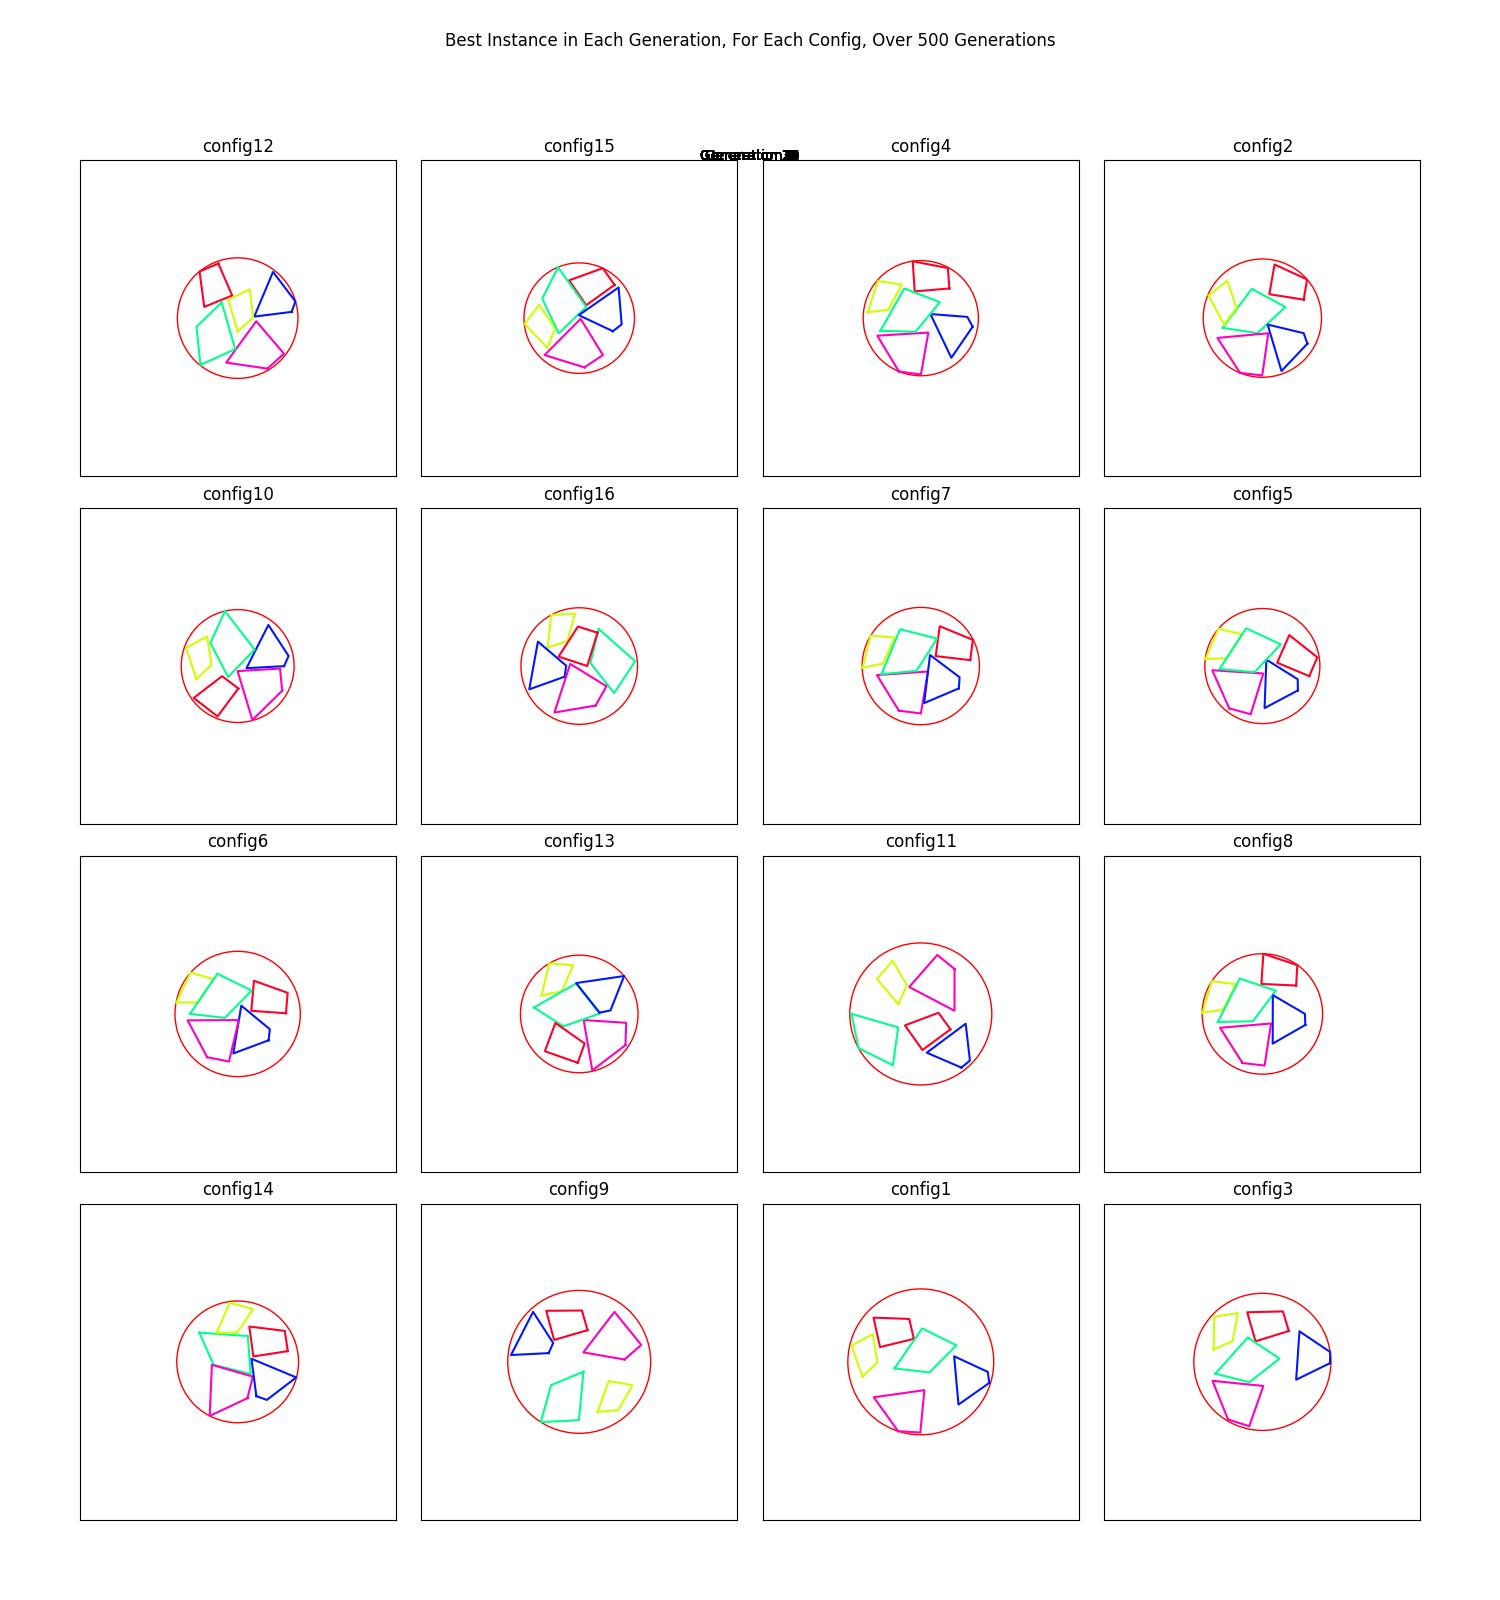 Best Instance in Each Generation, For Each Config, Over 500 Generations
config12
config15
config4
config2
config10
config16
config7
config5
config6
config13
config11
config8
config14
config9
config1
config3